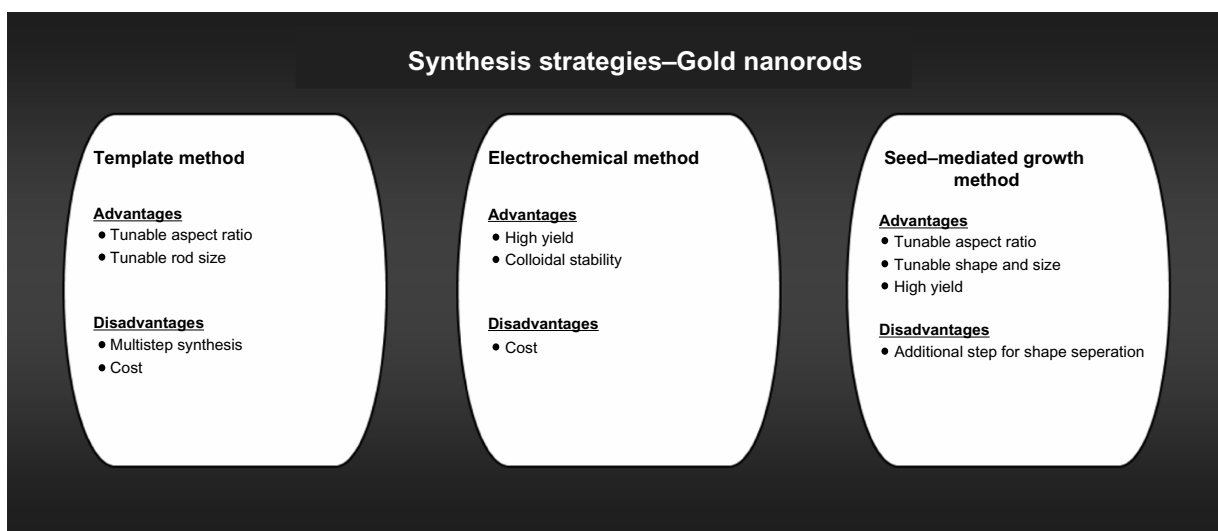 Synthesis strategies–Gold nanorods
Template method
Advantages
• Tunable aspect ratio
• Tunable rod size
Disadvantages
• Multistep synthesis
• Cost
Electrochemical method
Advantages
• High yield
• Colloidal stability
Disadvantages
• Cost
Seed–mediated growth
method
Advantages
• Tunable aspect ratio
• Tunable shape and size
• High yield
Disadvantages
• Additional step for shape seperation